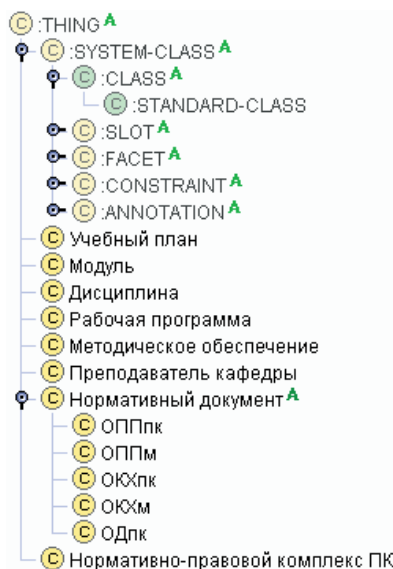 C :THING A
C :SYSTEM-CLASS A
C :CLASS A
C :STANDARD-CLASS
C :SLOT A
C :FACET A
C :CONSTRAINT A
C :ANNOTATION A
C Учебный план
C Модуль
C Дисциплина
C Рабочая программа
C Методическое обеспечение
C Преподаватель кафедры
C Нормативный документ A
C ОППпк
C ОППм
C ОКХпк
C ОКХм
C ОДпк
C Нормативно-правовой комплекс ПК